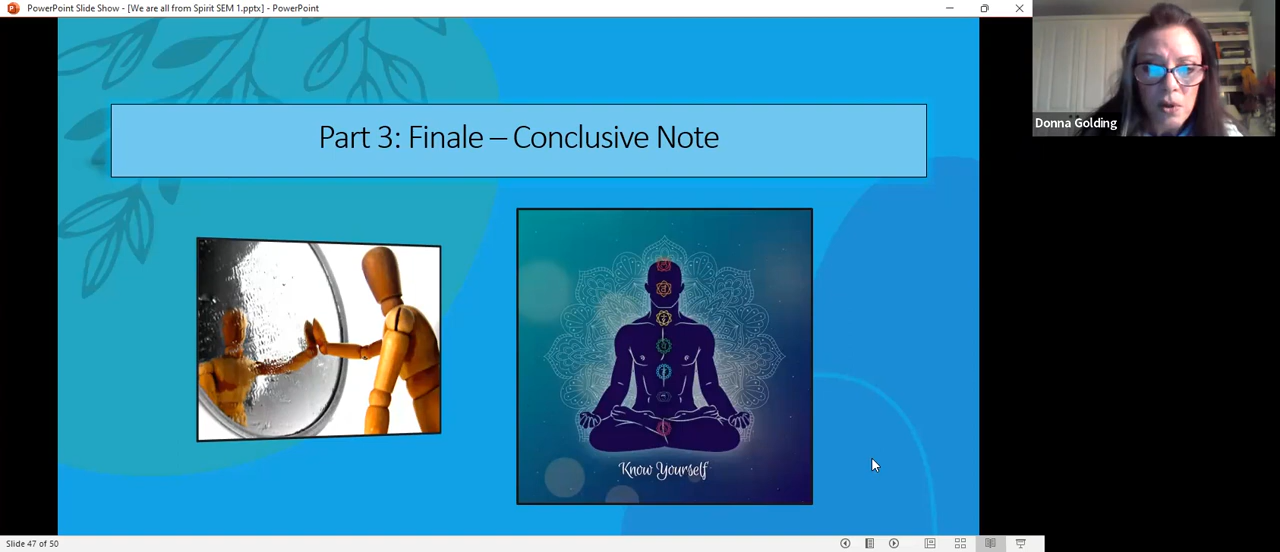 PowerPoint Slide Show - [We are all from Spirit SEM 1.pptx] - PowerPoint
Donna Golding
Part 3: Finale – Conclusive Note
Know Yourself
Slide 47 of 50